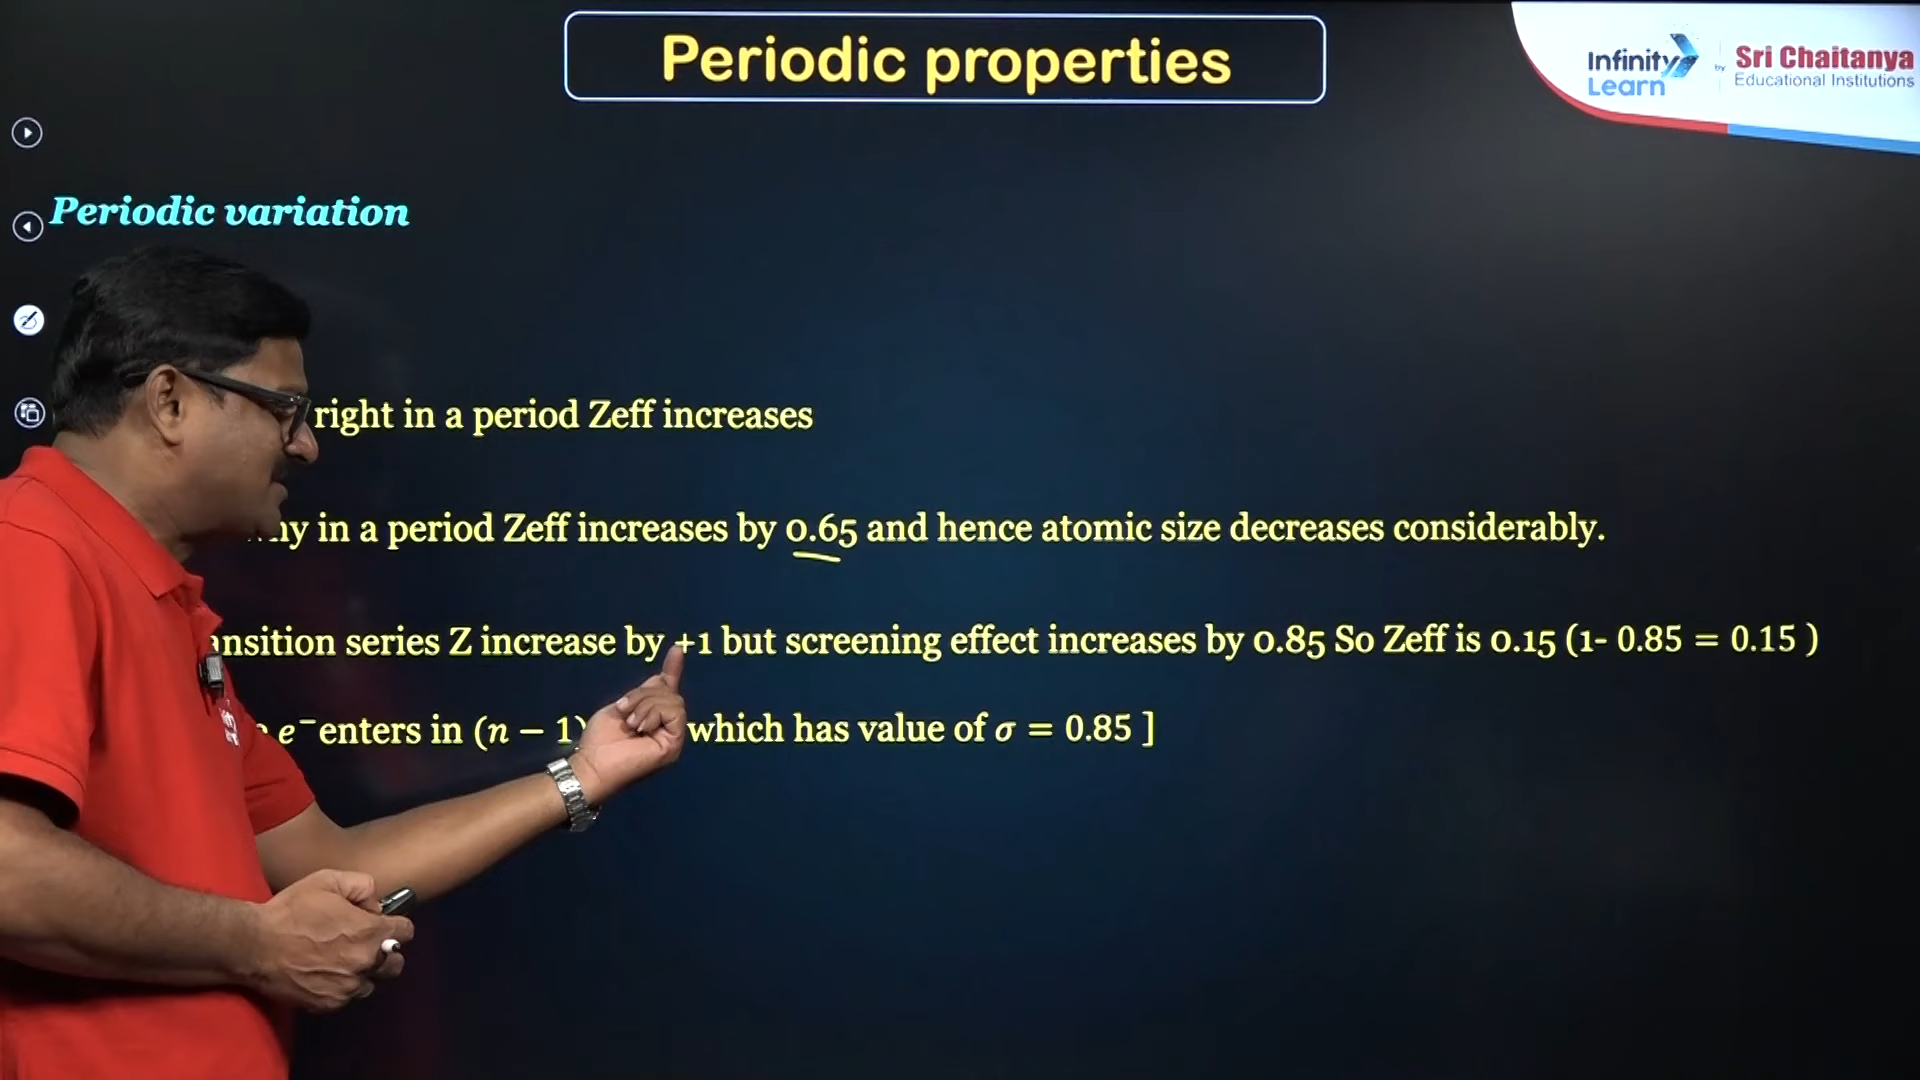 Periodic properties
Infinity Learn by Sri Chaitanya Educational Institutions
Periodic variation
right in a period Zeff increases
in a period Zeff increases by 0.65 and hence atomic size decreases considerably.
series Z increase by +1 but screening effect increases by 0.85 So Zeff is 0.15 (1- 0.85 = 0.15 )
e⁻ enters in (n − 1) which has value of σ = 0.85 ]